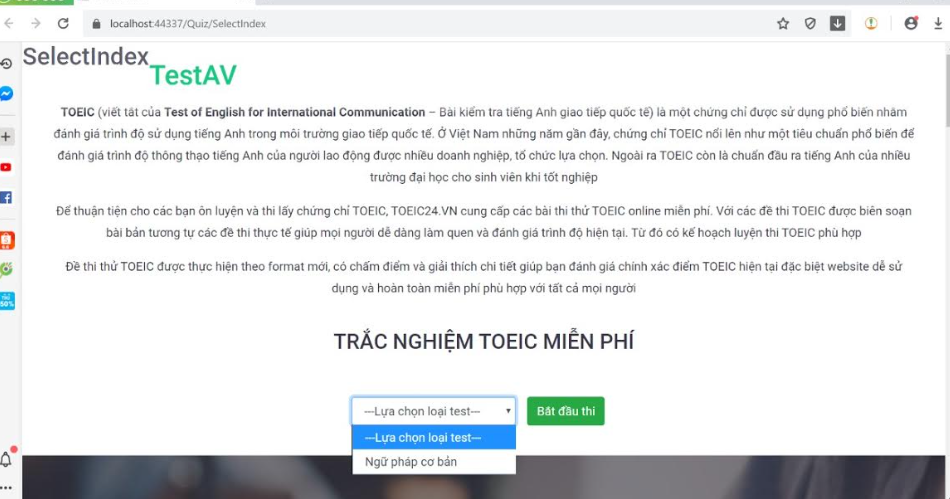 localhost:44337/Quiz/SelectIndex
SelectIndex
TestAV
TOEIC (viết tắt của Test of English for International Communication – Bài kiểm tra tiếng Anh giao tiếp quốc tế) là một chứng chỉ được sử dụng phổ biến nhằm
đánh giá trình độ sử dụng tiếng Anh trong môi trường giao tiếp quốc tế. Ở Việt Nam những năm gần đây, chứng chỉ TOEIC nổi lên như một tiêu chuẩn phổ biến để
đánh giá trình độ thông thạo tiếng Anh của người lao động được nhiều doanh nghiệp, tổ chức lựa chọn. Ngoài ra TOEIC còn là chuẩn đầu ra tiếng Anh của nhiều
trường đại học cho sinh viên khi tốt nghiệp
Để thuận tiện cho các bạn ôn luyện và thi lấy chứng chỉ TOEIC, TOEIC24.VN cung cấp các bài thi thử TOEIC online miễn phí. Với các đề thi TOEIC được biên soạn
bài bản tương tự các đề thi thực tế giúp mọi người dễ dàng làm quen và đánh giá trình độ hiện tại. Từ đó có kế hoạch luyện thi TOEIC phù hợp
Đề thi thử TOEIC được thực hiện theo format mới, có chấm điểm và giải thích chi tiết giúp bạn đánh giá chính xác điểm TOEIC hiện tại đặc biệt website dễ sử
dụng và hoàn toàn miễn phí phù hợp với tất cả mọi người
TRẮC NGHIỆM TOEIC MIỄN PHÍ
---Lựa chọn loại test---
Bắt đầu thi
---Lựa chọn loại test---
Ngữ pháp cơ bản